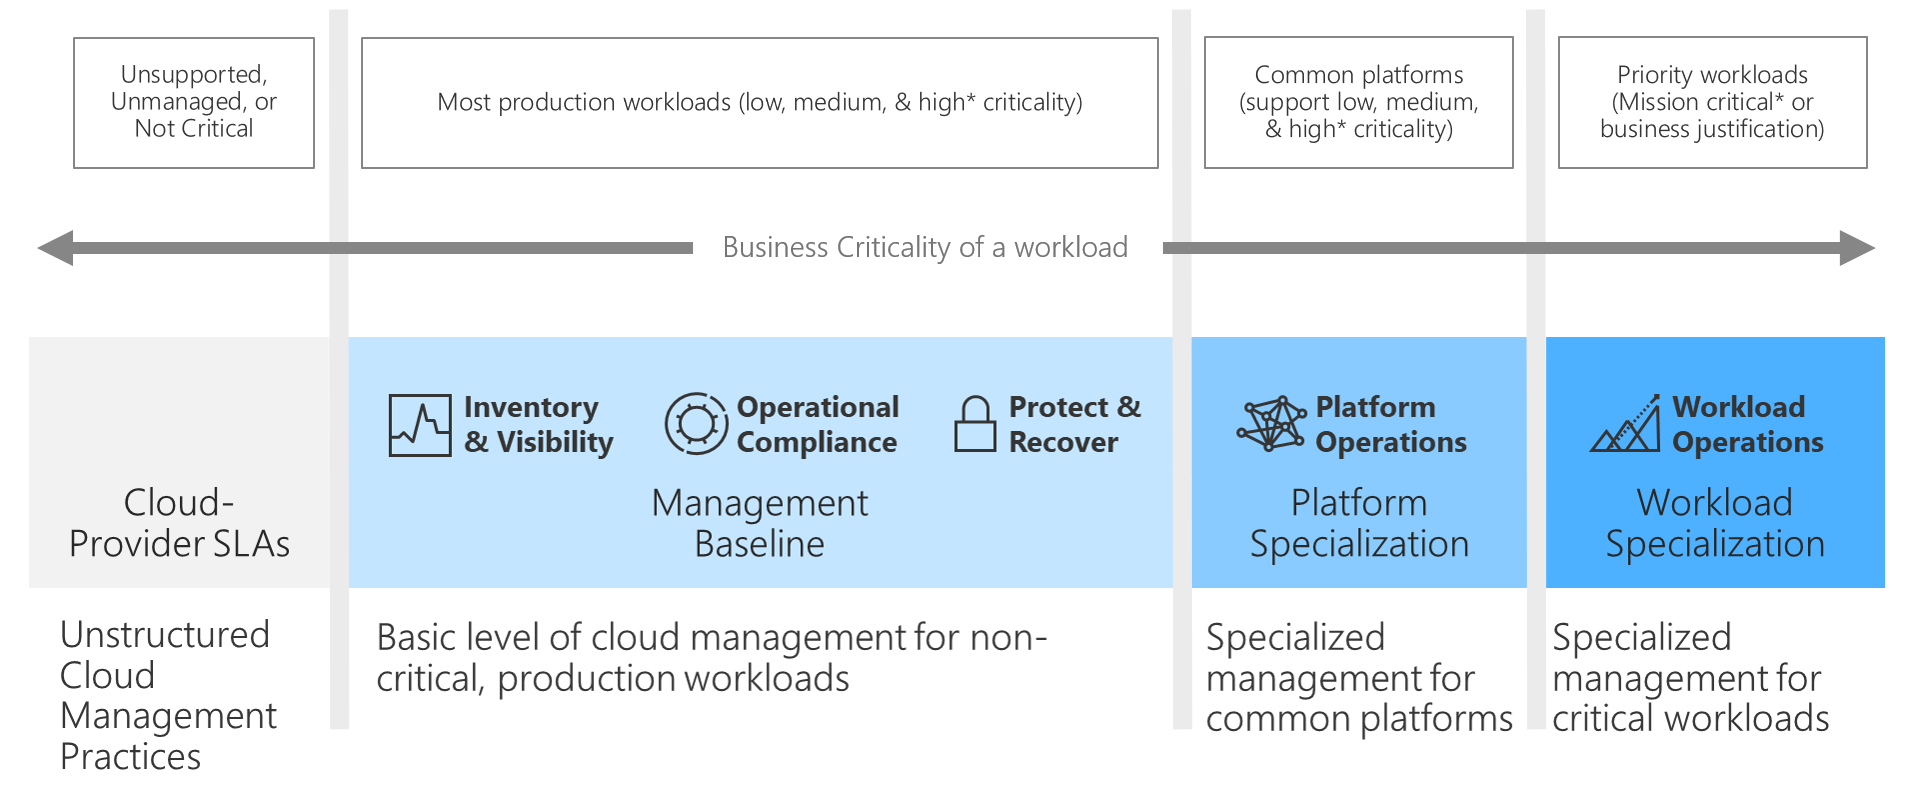 Unsupported,
Unmanaged, or
Not Critical
Most production workloads (low, medium, & high* criticality)
Common platforms
(support low, medium,
& high* criticality)
Priority workloads
(Mission critical* or
business justification)
Business Criticality of a workload
Cloud-
Provider SLAs
Inventory
& Visibility
Operational
Compliance
Protect &
Recover
Management
Baseline
Platform
Operations
Platform
Specialization
Workload
Operations
Workload
Specialization
Unstructured
Cloud
Management
Practices
Basic level of cloud management for non-
critical, production workloads
Specialized
management for
common platforms
Specialized
management for
critical workloads